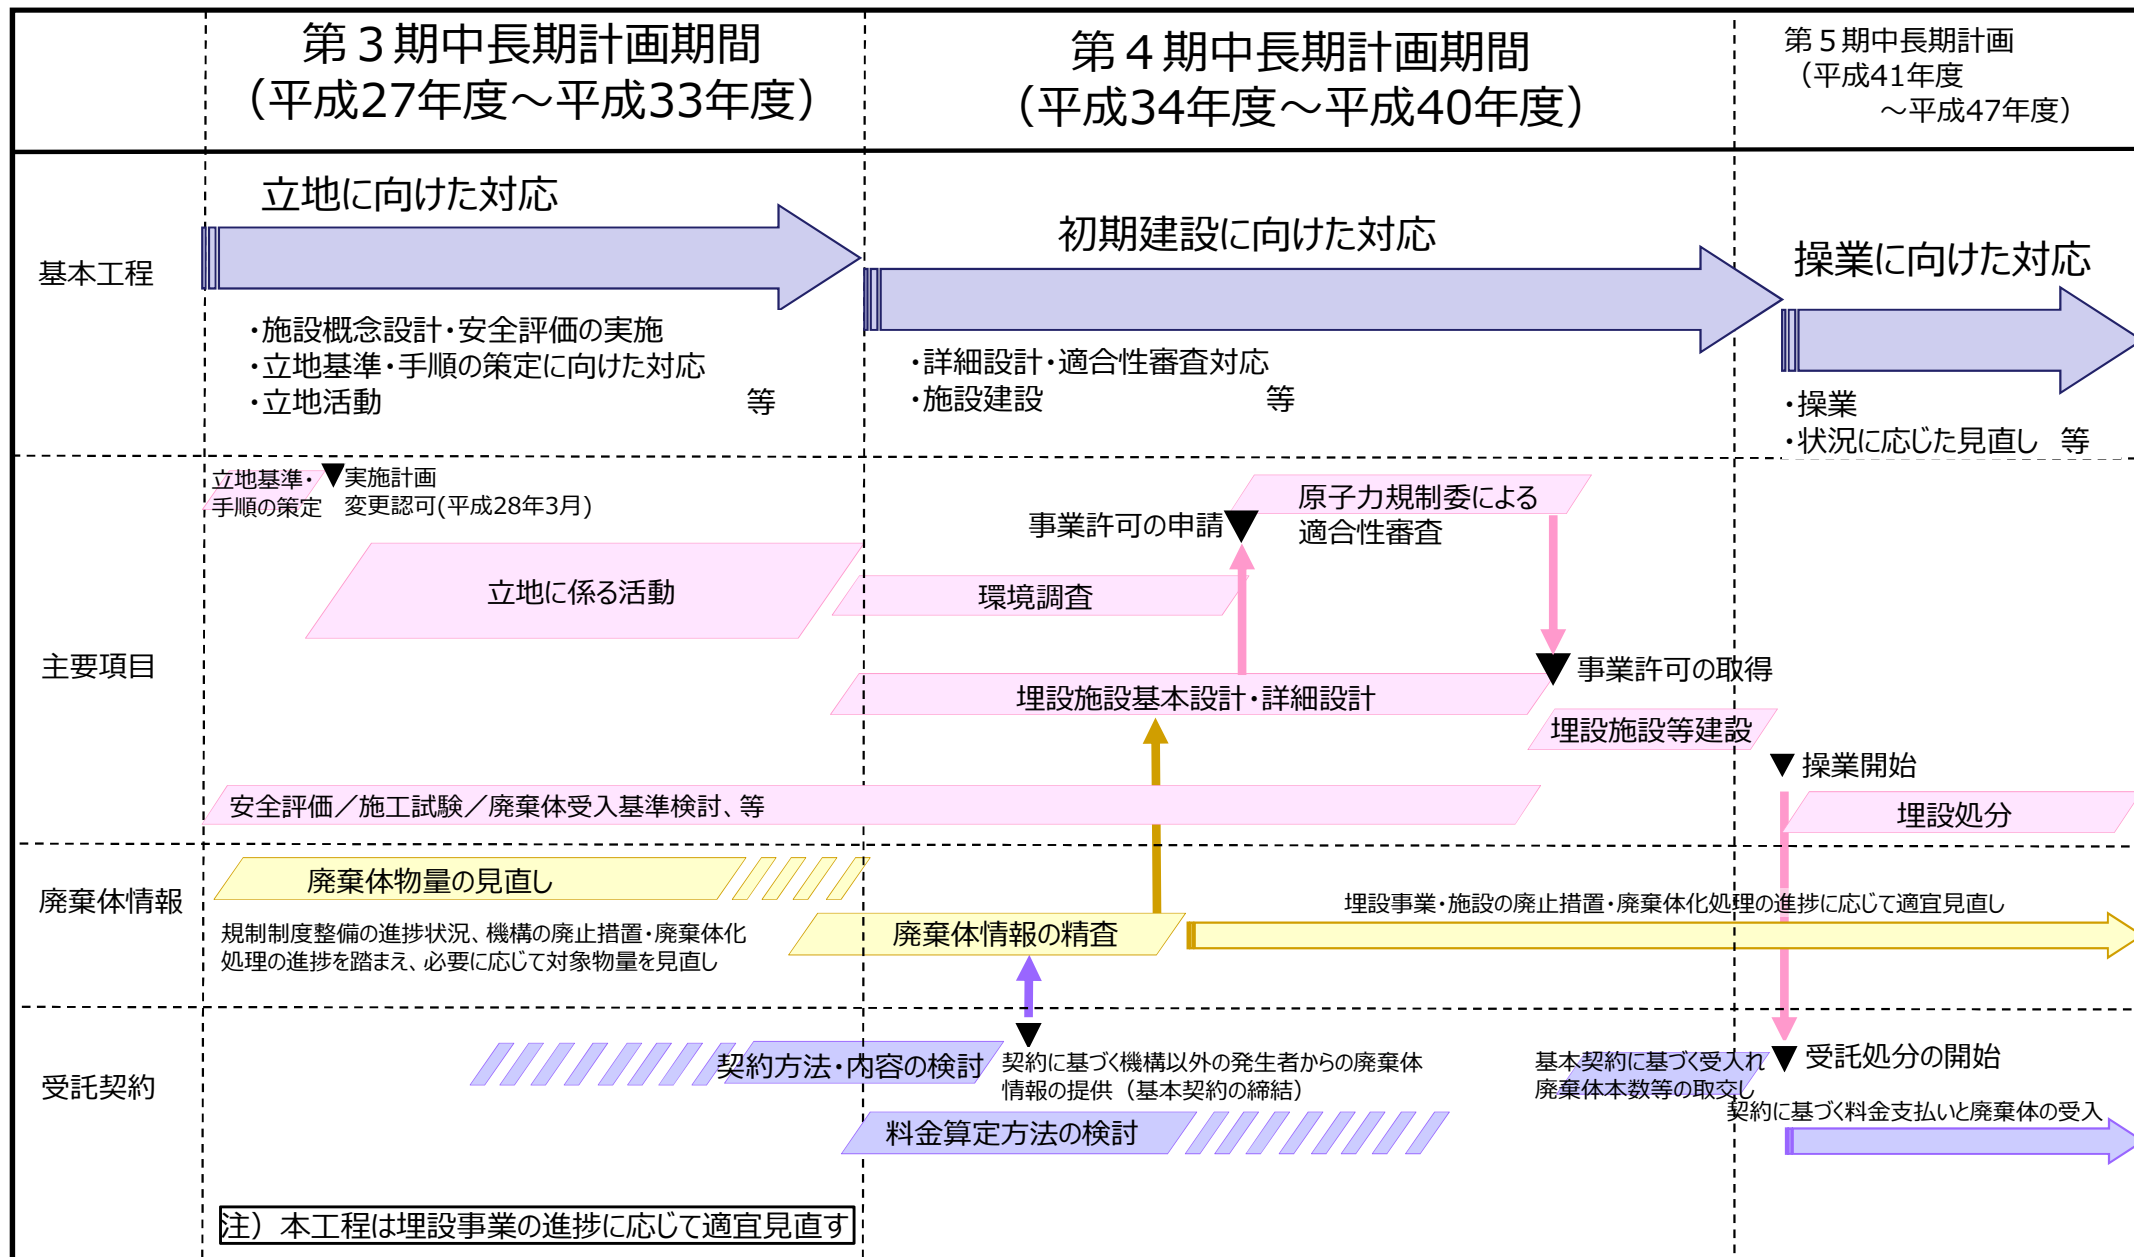 第３期中長期計画期間
（平成27年度～平成33年度）
第４期中長期計画期間
（平成34年度～平成40年度）
第５期中長期計画
（平成41年度
～平成47年度）
基本工程
立地に向けた対応
・施設概念設計・安全評価の実施
・立地基準・手順の策定に向けた対応
・立地活動　等
初期建設に向けた対応
・詳細設計・適合性審査対応
・施設建設　等
操業に向けた対応
・操業
・状況に応じた見直し　等
主要項目
立地基準・
手順の策定
▼実施計画
変更認可(平成28年3月)
立地に係る活動
環境調査
事業許可の申請▼
原子力規制委による
適合性審査
▼事業許可の取得
埋設施設基本設計・詳細設計
埋設施設等建設
▼操業開始
安全評価／施工試験／廃棄体受入基準検討、等
埋設処分
廃棄体情報
廃棄体物量の見直し
規制制度整備の進捗状況、機構の廃止措置・廃棄体化
処理の進捗を踏まえ、必要に応じて対象物量を見直し
廃棄体情報の精査
埋設事業・施設の廃止措置・廃棄体化処理の進捗に応じて適宜見直し
受託契約
契約方法・内容の検討
▼
契約に基づく機構以外の発生者からの廃棄体
情報の提供（基本契約の締結）
料金算定方法の検討
基本契約に基づく受入れ
廃棄体本数等の取交し
▼受託処分の開始
契約に基づく料金支払いと廃棄体の受入
注）本工程は埋設事業の進捗に応じて適宜見直す